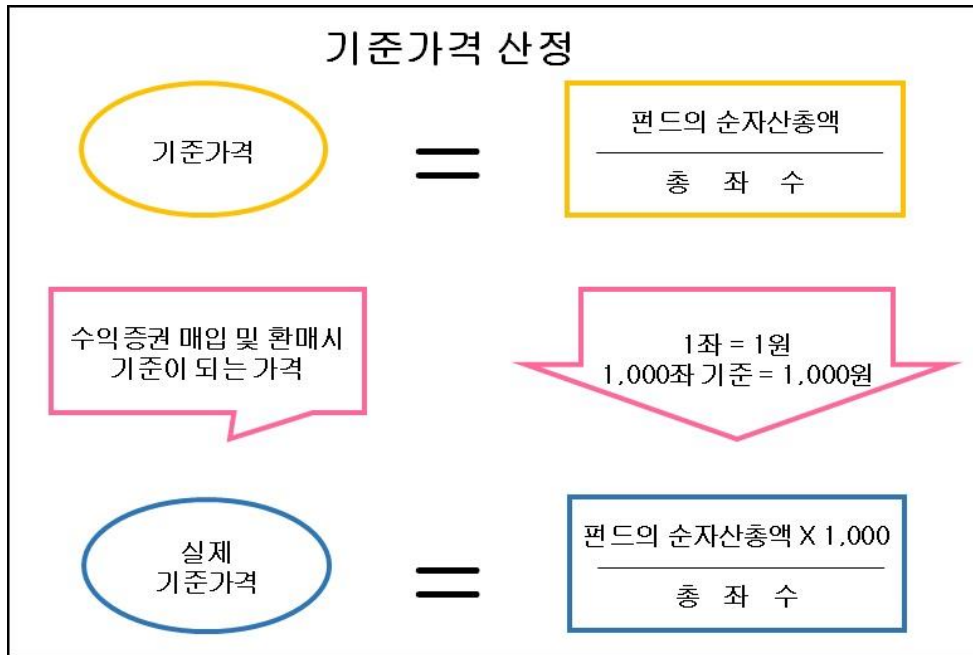 기준가격 산정
기준가격
=
펀드의 순자산총액
총 좌 수
수익증권 매입 및 환매시
기준이 되는 가격
1좌 = 1원
1,000좌 기준 = 1,000원
실제
기준가격
=
펀드의 순자산총액 X 1,000
총 좌 수